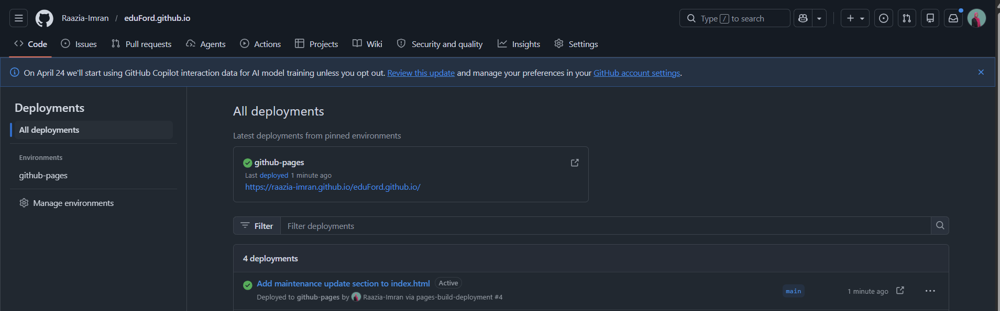 Raazia-Imran / eduFord.github.io
Type / to search
Code Issues Pull requests Agents Actions Projects Wiki Security and quality Insights Settings
On April 24 we'll start using GitHub Copilot interaction data for AI model training unless you opt out. Review this update and manage your preferences in your GitHub account settings.
Deployments
All deployments
Environments
github-pages
Manage environments
All deployments
Latest deployments from pinned environments
github-pages
Last deployed 1 minute ago
https://raazia-imran.github.io/eduFord.github.io/
Filter
Filter deployments
4 deployments
Add maintenance update section to index.html Active
Deployed to github-pages by Raazia-Imran via pages-build-deployment #4
main
1 minute ago